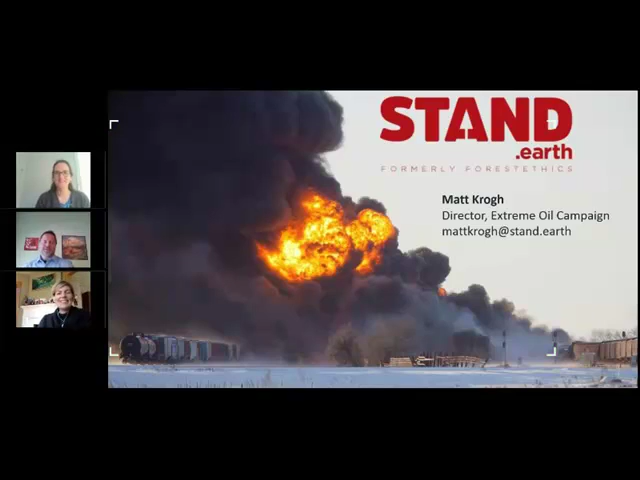 STAND
.earth
FORMERLY FORESTETHICS
Matt Krogh
Director, Extreme Oil Campaign
mattkrogh@stand.earth